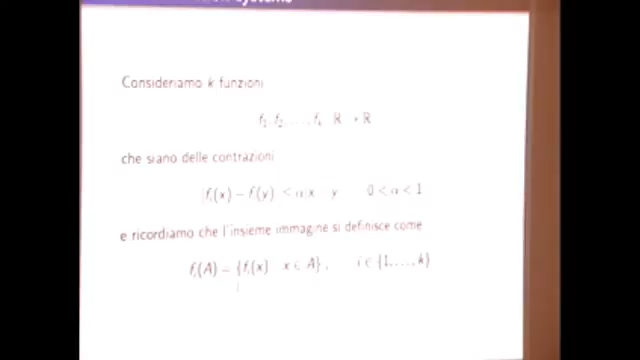 Consideriamo k funzioni
f₁, f₂, . . . , fₖ : R → R
che siano delle contrazioni
|fᵢ(x) − fᵢ(y)| ≤ α|x − y| 0 < α < 1
e ricordiamo che l'insieme immagine si definisce come
fᵢ(A) = {fᵢ(x) : x ∈ A} , i ∈ {1, . . . , k}